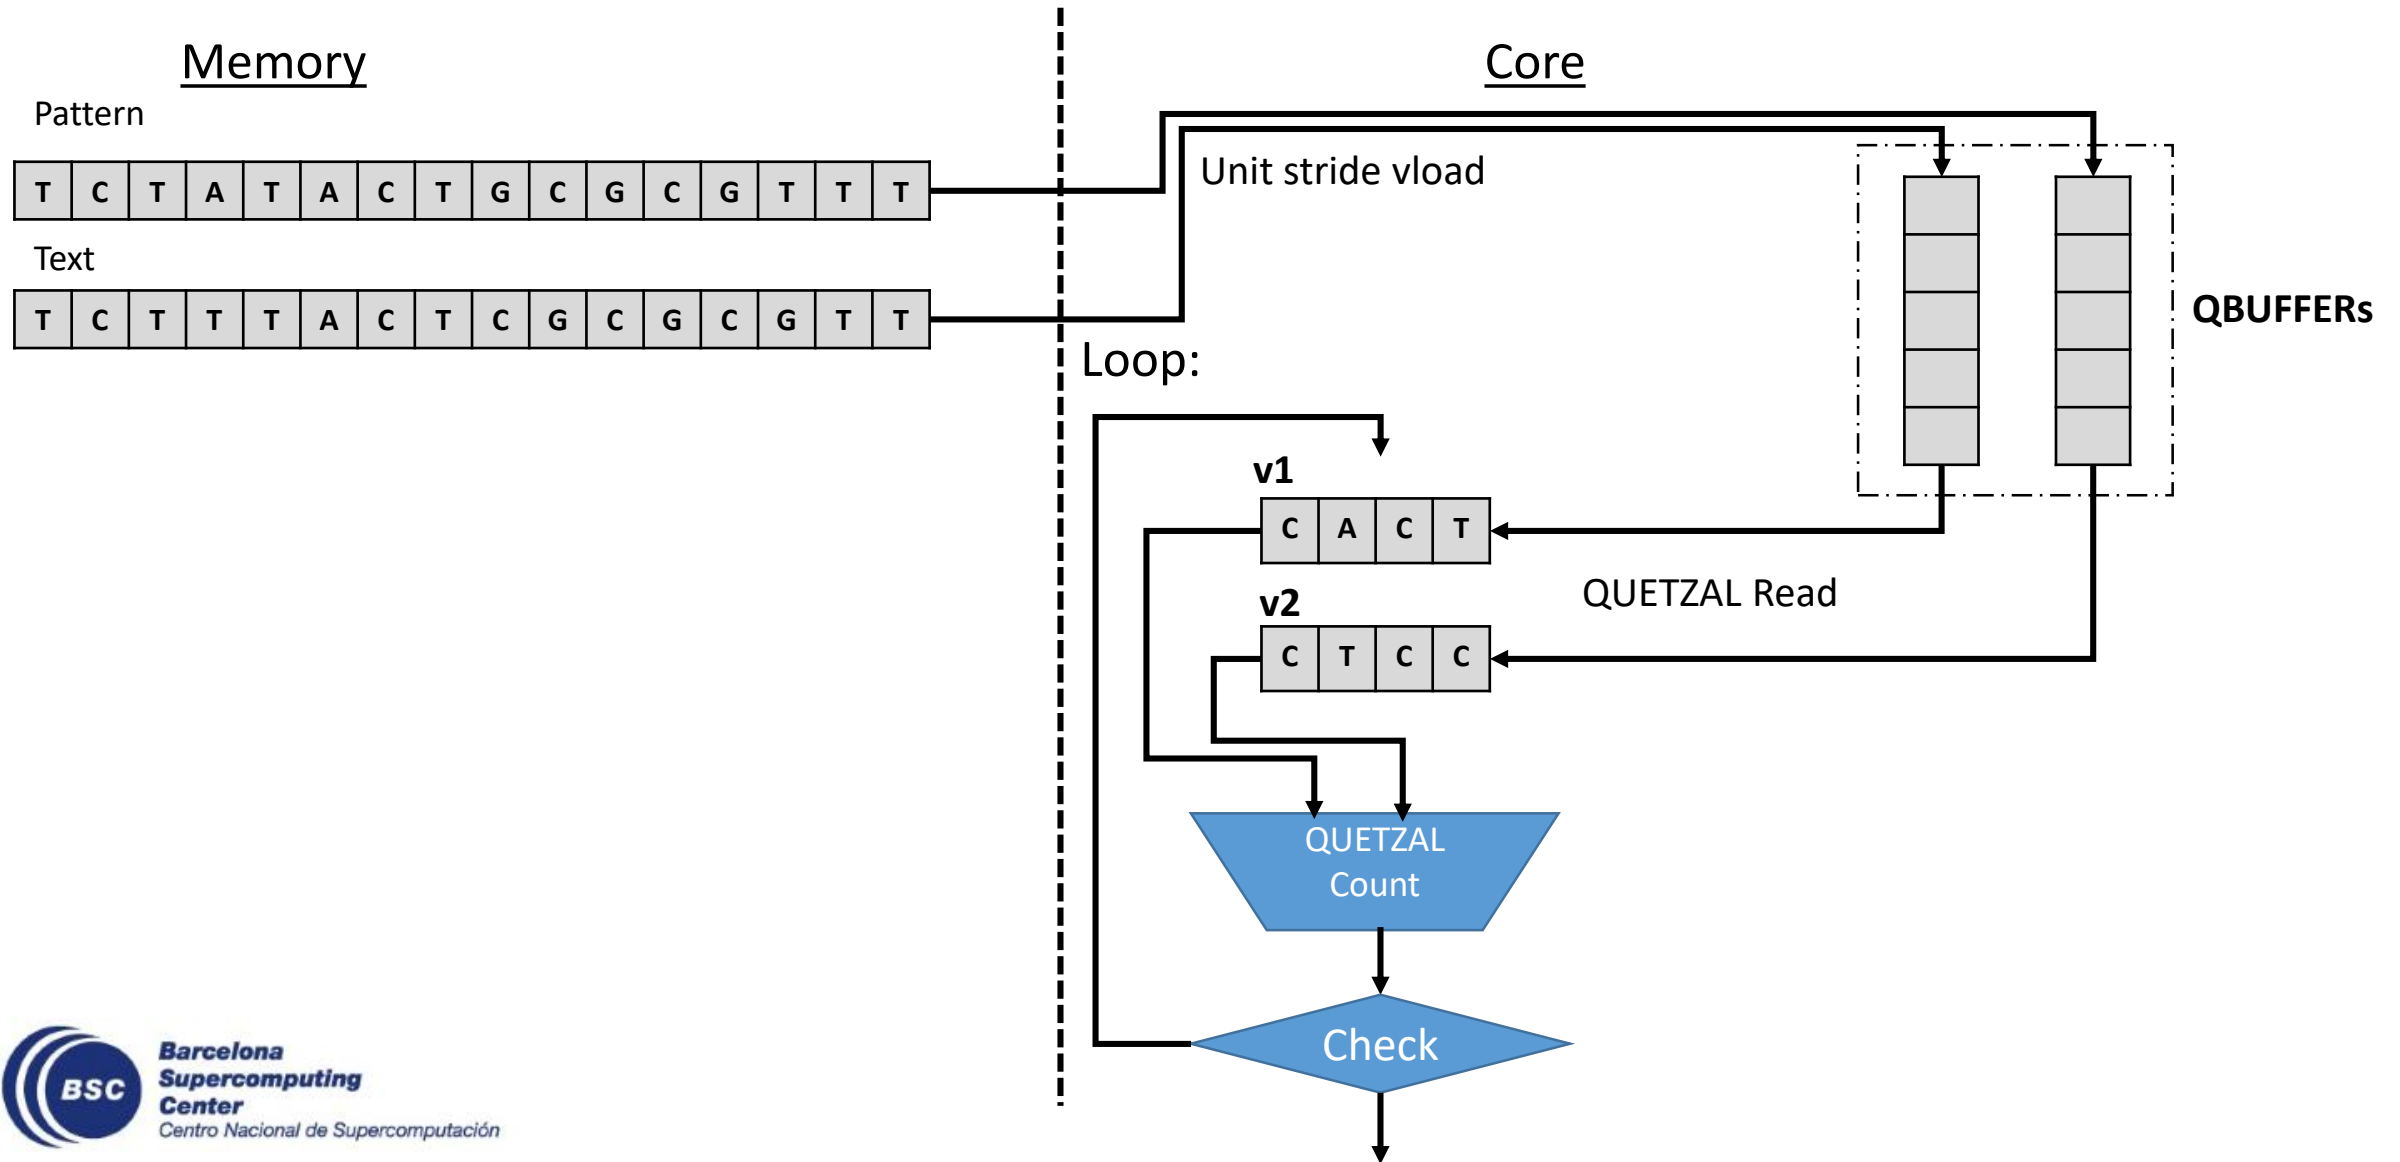 Memory
Core
Pattern
T C T A T A C T G C G C G T T T
Unit stride vload
Text
T C T T T A C T C G C G C G T T
QBUFFERs
Loop:
v1
C A C T
QUETZAL Read
v2
C T C C
QUETZAL
Count
Check
BSC
Barcelona
Supercomputing
Center
Centro Nacional de Supercomputación